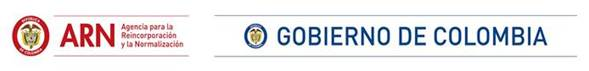 ARN
Agencia para la
Reincorporación
y la Normalización
GOBIERNO DE COLOMBIA